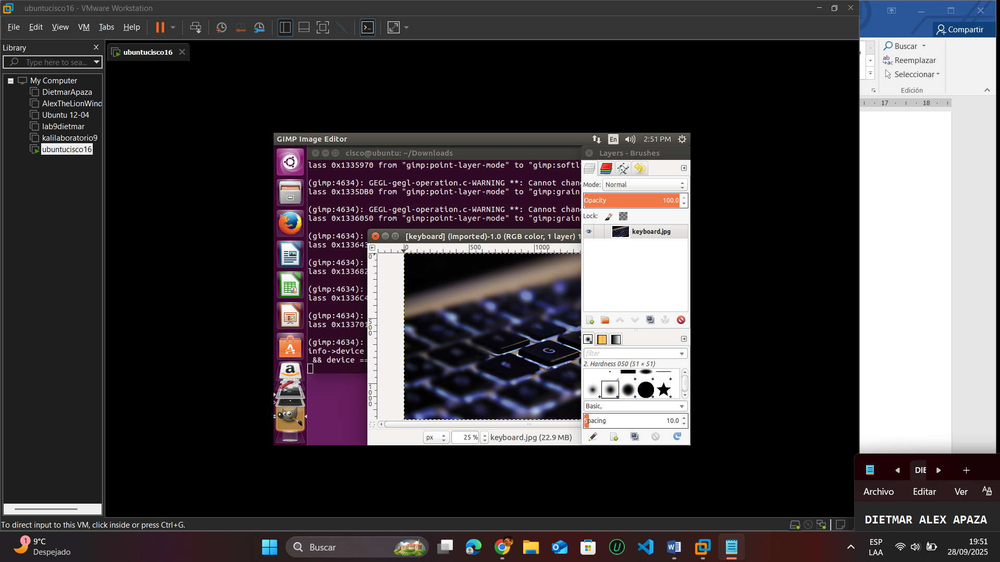 ubuntucisco16 - VMware Workstation
File Edit View VM Tabs Help
Compartir
Library
Type here to sea...
ubuntucisco16
My Computer
DietmarApaza
AlexTheLionWind
Ubuntu 12-04
lab9dietmar
kalilaboratorio9
ubuntucisco16
Buscar
Reemplazar
Seleccionar
Edición
17 18
GIMP Image Editor
En
2:51 PM
cisco@ubuntu: ~/Downloads
lass 0x1335970 from "gimp:point-layer-mode" to "gimp:softl
(gimp:4634): GEGL-gegl-operation.c-WARNING **: Cannot chan
lass 0x1335DB0 from "gimp:point-layer-mode" to "gimp:grain
(gimp:4634): GEGL-gegl-operation.c-WARNING **: Cannot chan
lass 0x1336050 from "gimp:point-layer-mode" to "gimp:grain
(gimp:4634):
lass 0x133643
(gimp:4634):
lass 0x133682
(gimp:4634):
lass 0x1336C4
(gimp:4634):
lass 0x133701
(gimp:4634):
info->device
&& device ==
[keyboard] (imported)-1.0 (RGB color, 1 layer) 1
0 500 1000
0
500
1000
G
px 25 % keyboard.jpg (22.9 MB)
Layers - Brushes
Mode: Normal
Opacity 100.0
Lock:
keyboard.jpg
filter
2. Hardness 050 (51 × 51)
Basic,
Spacing 10.0
DIE
Archivo Editar Ver
DIETMAR ALEX APAZA
To direct input to this VM, click inside or press Ctrl+G.
1
9°C
Despejado
Buscar
ESP
LAA
19:51
28/09/2025